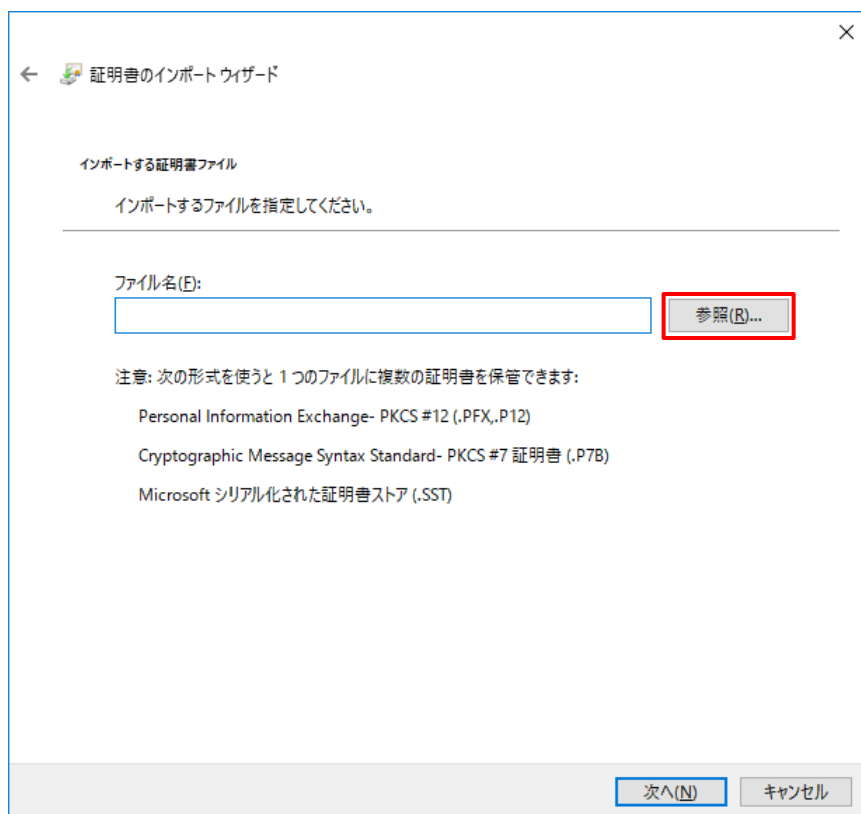 証明書のインポート ウィザード
インポートする証明書ファイル
インポートするファイルを指定してください。
ファイル名(F):
参照(R)...
注意: 次の形式を使うと 1 つのファイルに複数の証明書を保管できます:
Personal Information Exchange- PKCS #12 (.PFX,.P12)
Cryptographic Message Syntax Standard- PKCS #7 証明書 (.P7B)
Microsoft シリアル化された証明書ストア (.SST)
次へ(N)
キャンセル